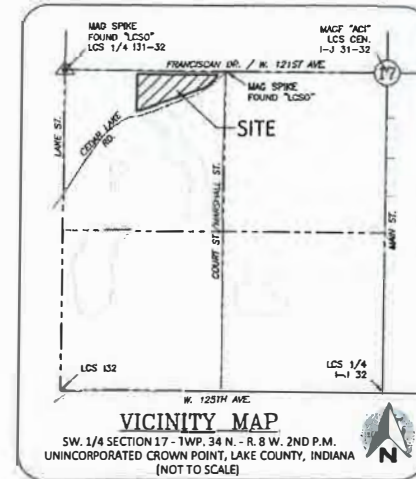 MAG SPIKE
FOUND "LCSO"
LCS 1/4 I31-32
MAGF "ACI"
LCS CEN.
I-J 31-32
FRANCISCAN DR. / W. 121ST AVE.
17
MAG SPIKE
FOUND "LCSO"
SITE
LAKE ST.
CEDAR LAKE
RD.
COURT ST./MARSHALL ST.
MAIN ST.
LCS I32
LCS 1/4
I-J 32
W. 125TH AVE.
VICINITY MAP
SW. 1/4 SECTION 17 - TWP. 34 N. - R. 8 W. 2ND P.M.
UNINCORPORATED CROWN POINT, LAKE COUNTY, INDIANA
(NOT TO SCALE)
N